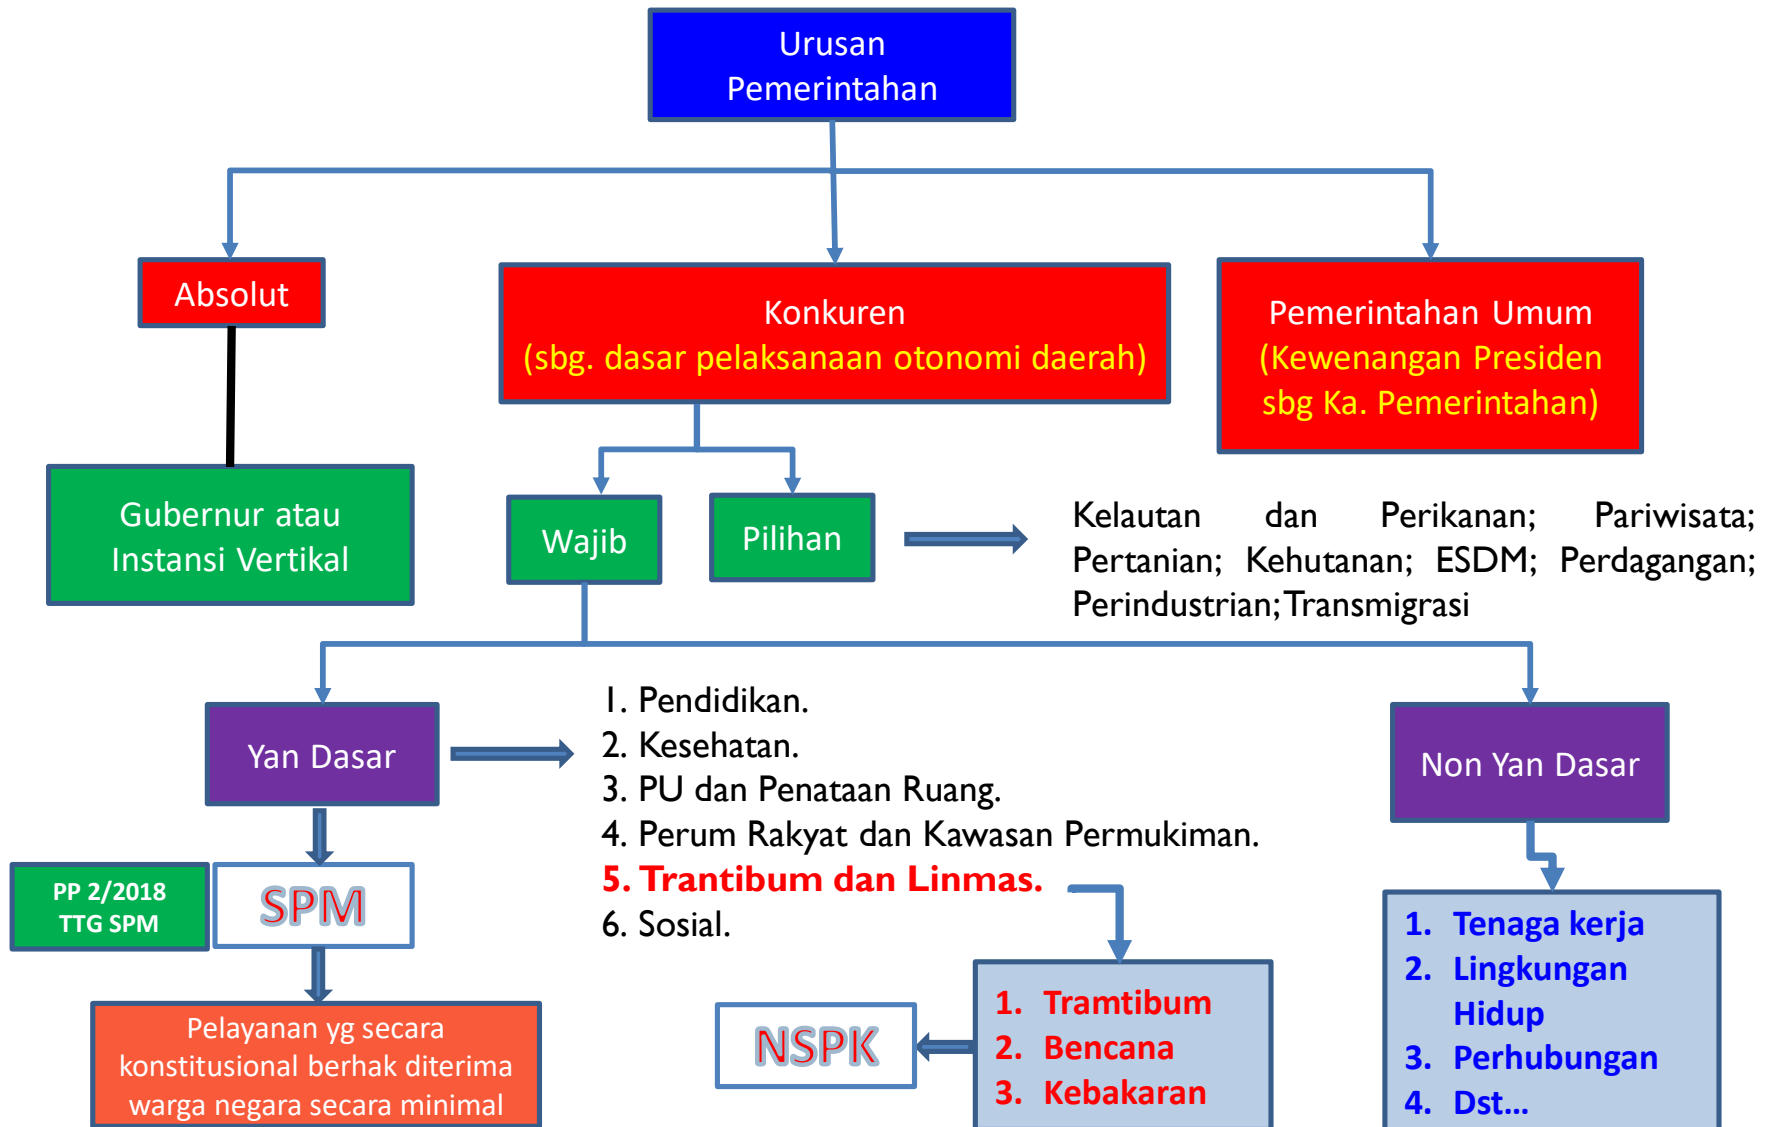 Urusan
Pemerintahan
Absolut
Konkuren
(sbg. dasar pelaksanaan otonomi daerah)
Pemerintahan Umum
(Kewenangan Presiden
sbg Ka. Pemerintahan)
Gubernur atau
Instansi Vertikal
Wajib
Pilihan
Kelautan dan Perikanan; Pariwisata;
Pertanian; Kehutanan; ESDM; Perdagangan;
Perindustrian; Transmigrasi
Yan Dasar
1. Pendidikan.
2. Kesehatan.
3. PU dan Penataan Ruang.
4. Perum Rakyat dan Kawasan Permukiman.
5. Trantibum dan Linmas.
6. Sosial.
Non Yan Dasar
PP 2/2018
TTG SPM
SPM
Pelayanan yg secara
konstitusional berhak diterima
warga negara secara minimal
NSPK
1. Tramtibum
2. Bencana
3. Kebakaran
1. Tenaga kerja
2. Lingkungan
Hidup
3. Perhubungan
4. Dst...